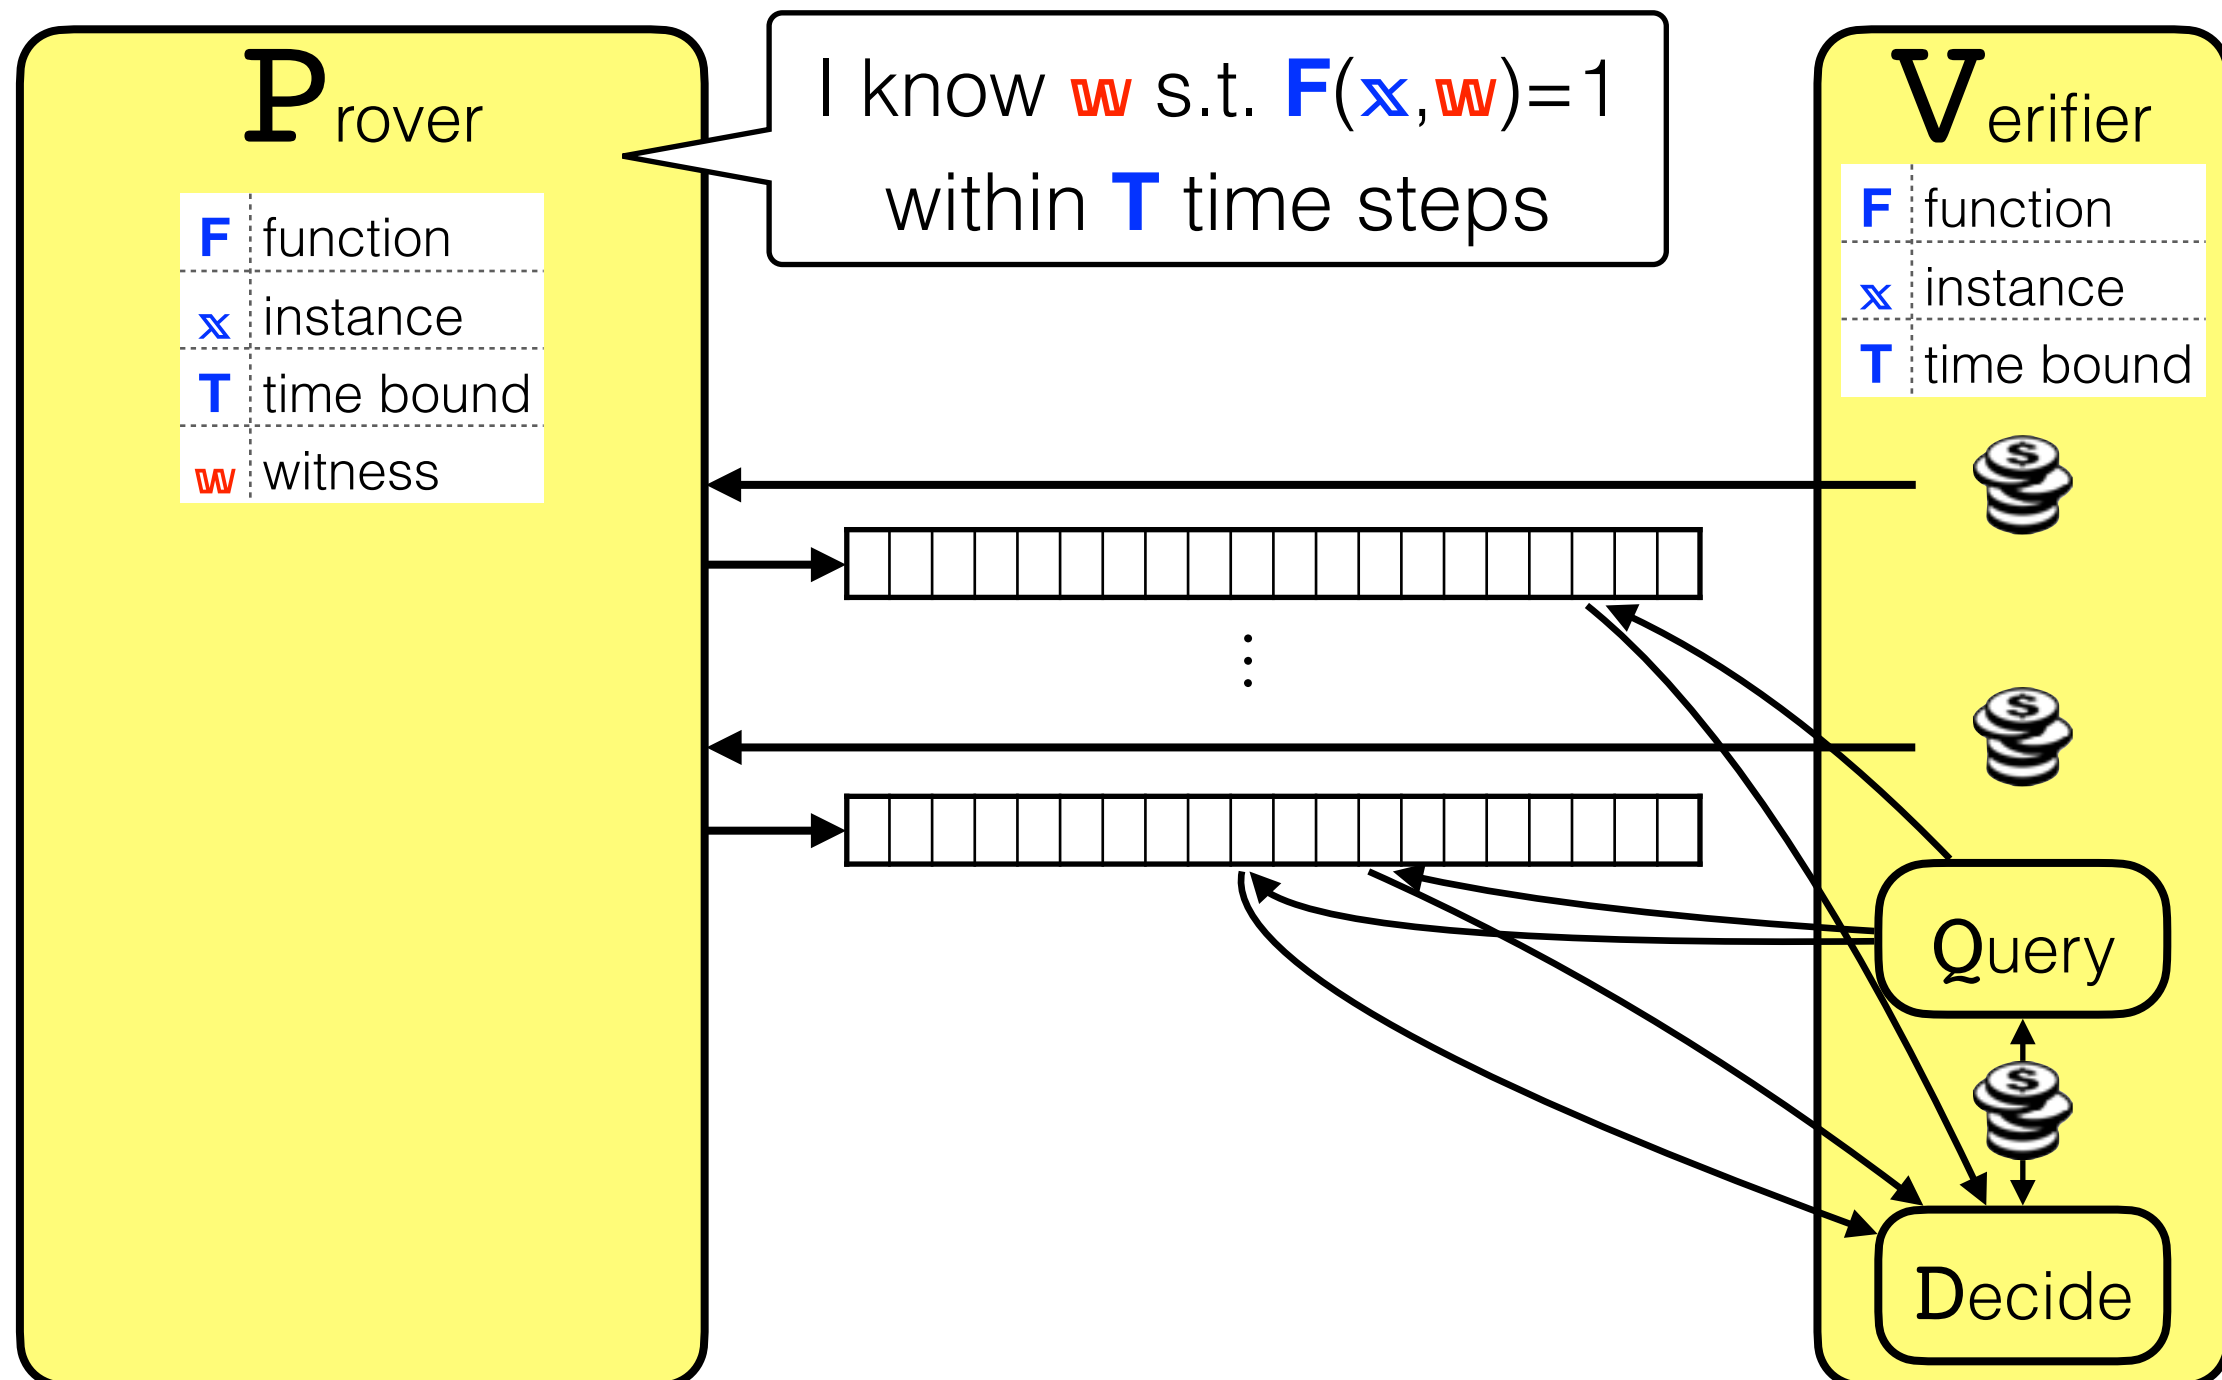 Prover
F function
𝕩 instance
T time bound
𝕨 witness
I know 𝕨 s.t. F(𝕩,𝕨)=1
within T time steps
Verifier
F function
𝕩 instance
T time bound
$
$
Query
$
Decide